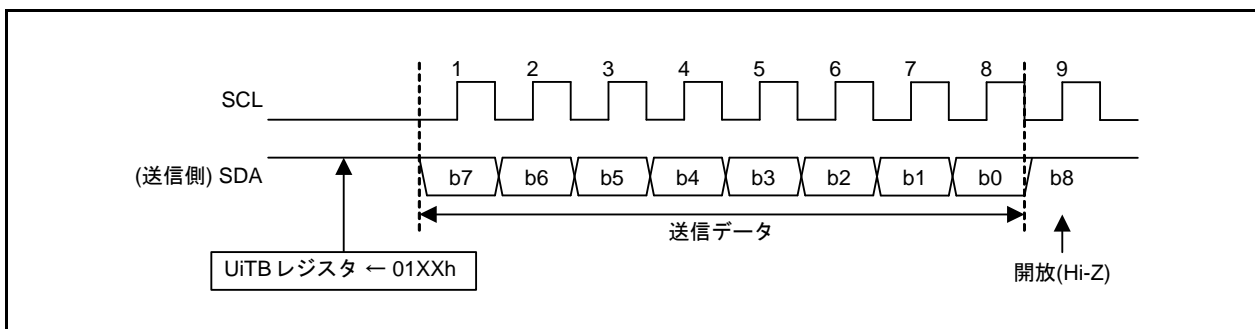 1 2 3 4 5 6 7 8 9
SCL
(送信側) SDA
b7 b6 b5 b4 b3 b2 b1 b0 b8
送信データ
UiTB レジスタ ← 01XXh
開放(Hi-Z)